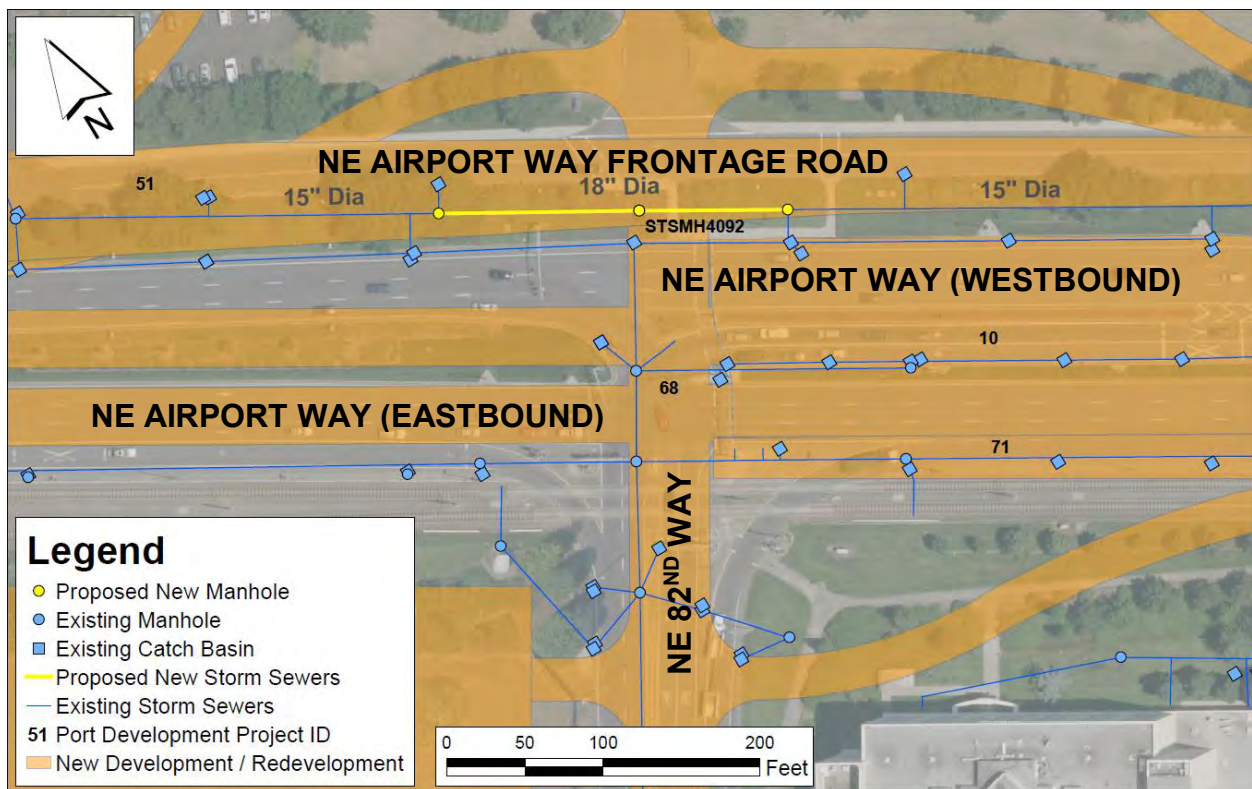 N
NE AIRPORT WAY FRONTAGE ROAD
51
15" Dia
18" Dia
15" Dia
STSMH4092
NE AIRPORT WAY (WESTBOUND)
10
68
NE AIRPORT WAY (EASTBOUND)
71
NE 82ND WAY
Legend
Proposed New Manhole
Existing Manhole
Existing Catch Basin
Proposed New Storm Sewers
Existing Storm Sewers
51 Port Development Project ID
New Development / Redevelopment
0 50 100 200
Feet